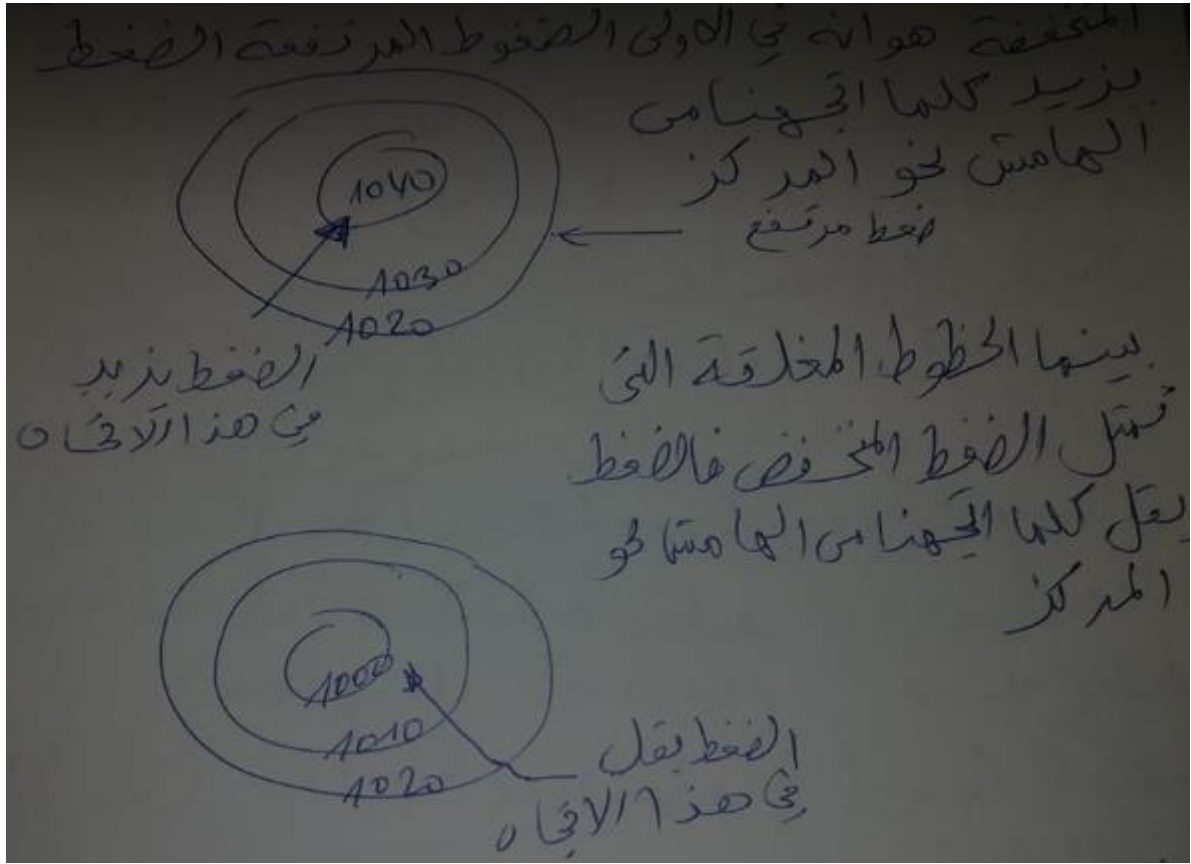 المنخفضة هو انه في الاولى الضغوط المرتفعة الضغط
يزيد كلما اتجهنا من
الهامش نحو المركز
ضغط مرتفع
1040
1030
1020
الضغط يزيد
في هذا الاتجاه
بينما الخطوط المغلقة التي
تمثل الضغط المنخفض فالضغط
يقل كلما اتجهنا من الهامش نحو
المركز
1000
1010
1020
الضغط يقل
في هذا الاتجاه